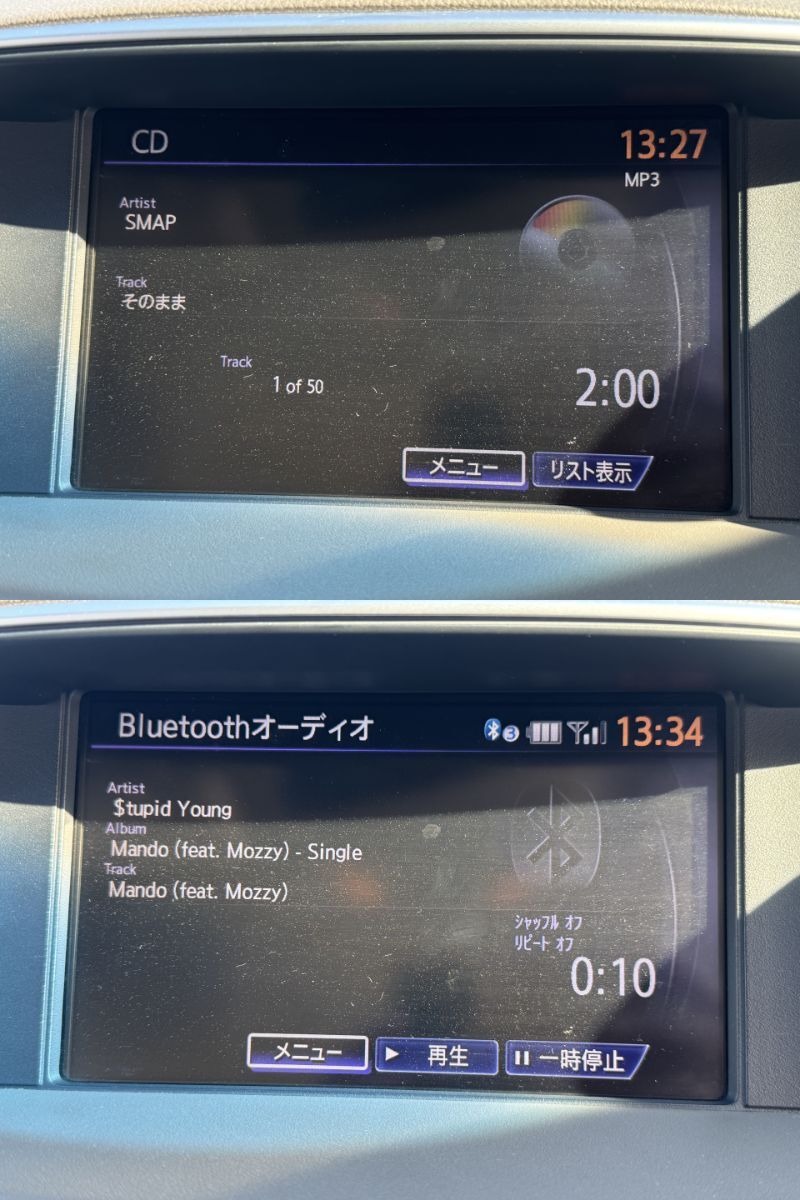 CD
13:27
MP3
Artist
SMAP
Track
そのまま
Track
1 of 50
2:00
メニュー
リスト表示
Bluetoothオーディオ
3
13:34
Artist
$tupid Young
Album
Mando (feat. Mozzy) - Single
Track
Mando (feat. Mozzy)
シャッフル オフ
リピート オフ
0:10
メニュー
再生
一時停止